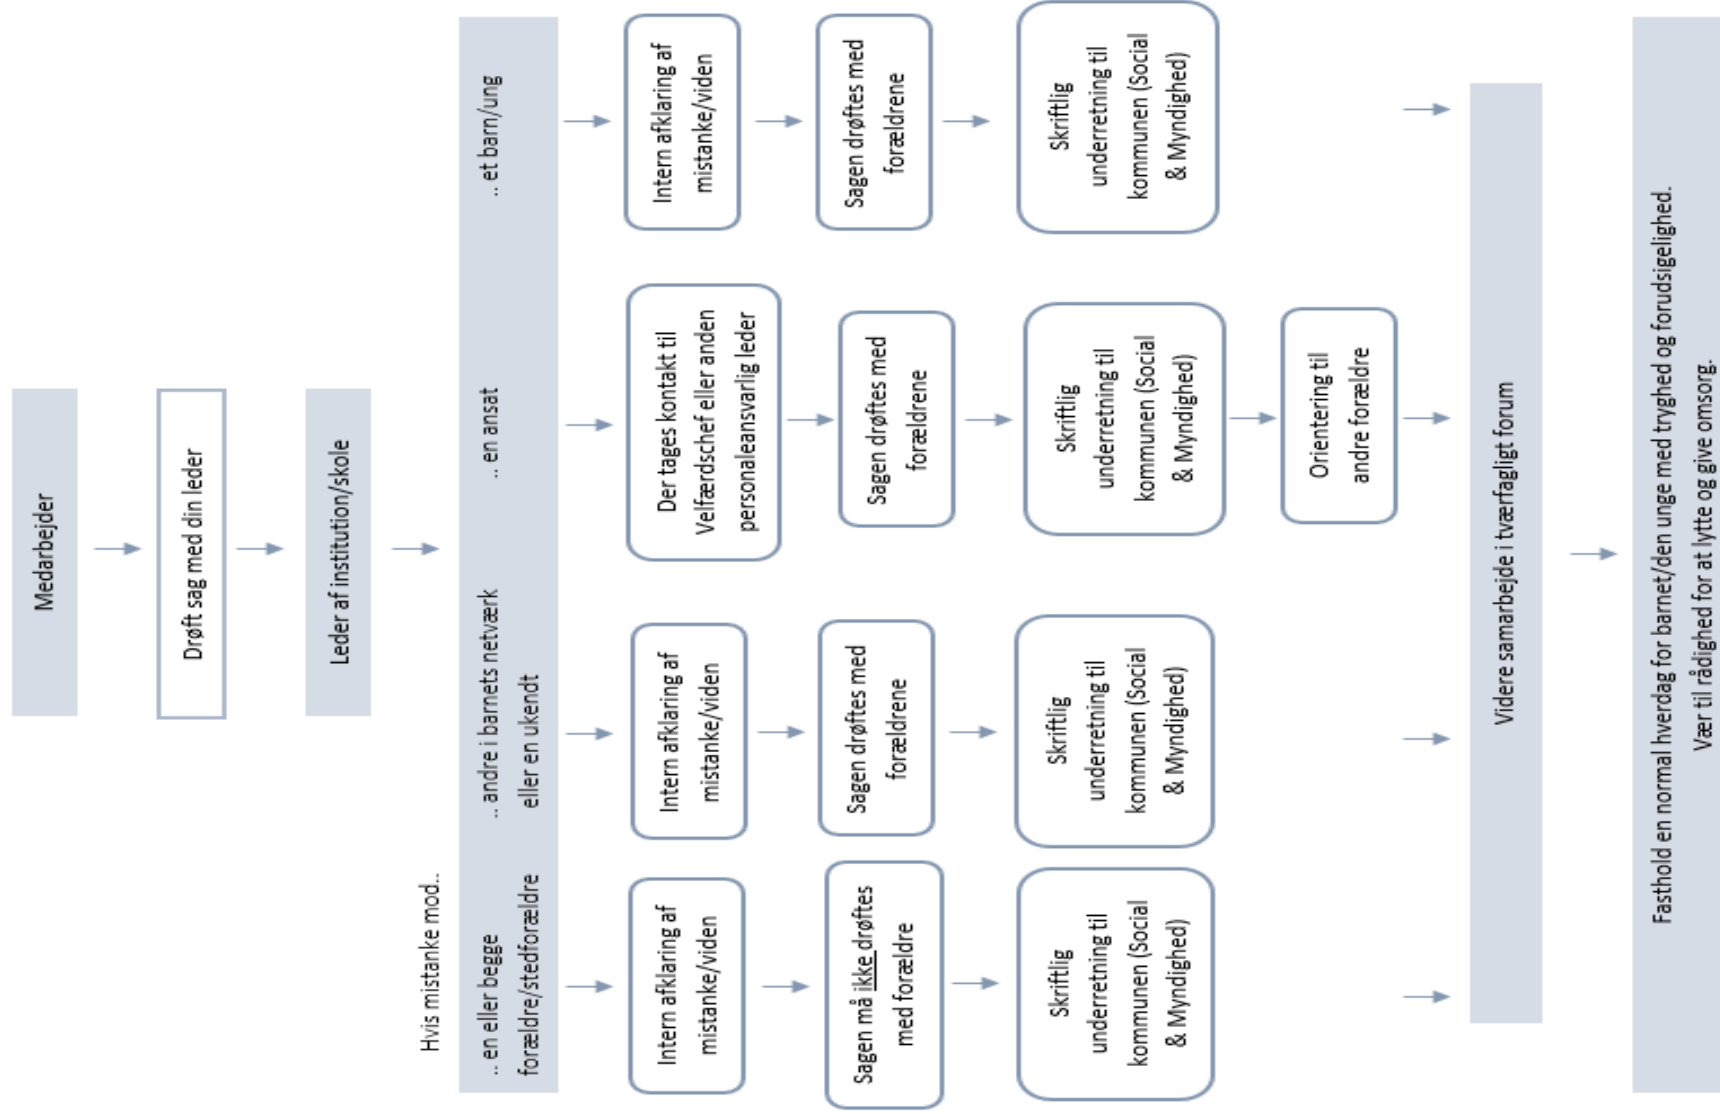 Medarbejder
Drøft sag med din leder
Leder af institution/skole
Hvis mistanke mod..
.. en eller begge
forældre/stedforældre
.. andre i barnets netværk
eller en ukendt
.. en ansat
.. et barn/ung
Intern afklaring af
mistanke/viden
Sagen må ikke drøftes
med forældre
Skriftlig
underretning til
kommunen (Social
& Myndighed)
Intern afklaring af
mistanke/viden
Sagen drøftes med
forældrene
Skriftlig
underretning til
kommunen (Social
& Myndighed)
Der tages kontakt til
Velfærdschef eller anden
personaleansvarlig leder
Sagen drøftes med
forældrene
Skriftlig
underretning til
kommunen (Social
& Myndighed)
Orientering til
andre forældre
Intern afklaring af
mistanke/viden
Sagen drøftes med
forældrene
Skriftlig
underretning til
kommunen (Social
& Myndighed)
Videre samarbejde i tværfagligt forum
Fasthold en normal hverdag for barnet/den unge med tryghed og forudsigelighed.
Vær til rådighed for at lytte og give omsorg.